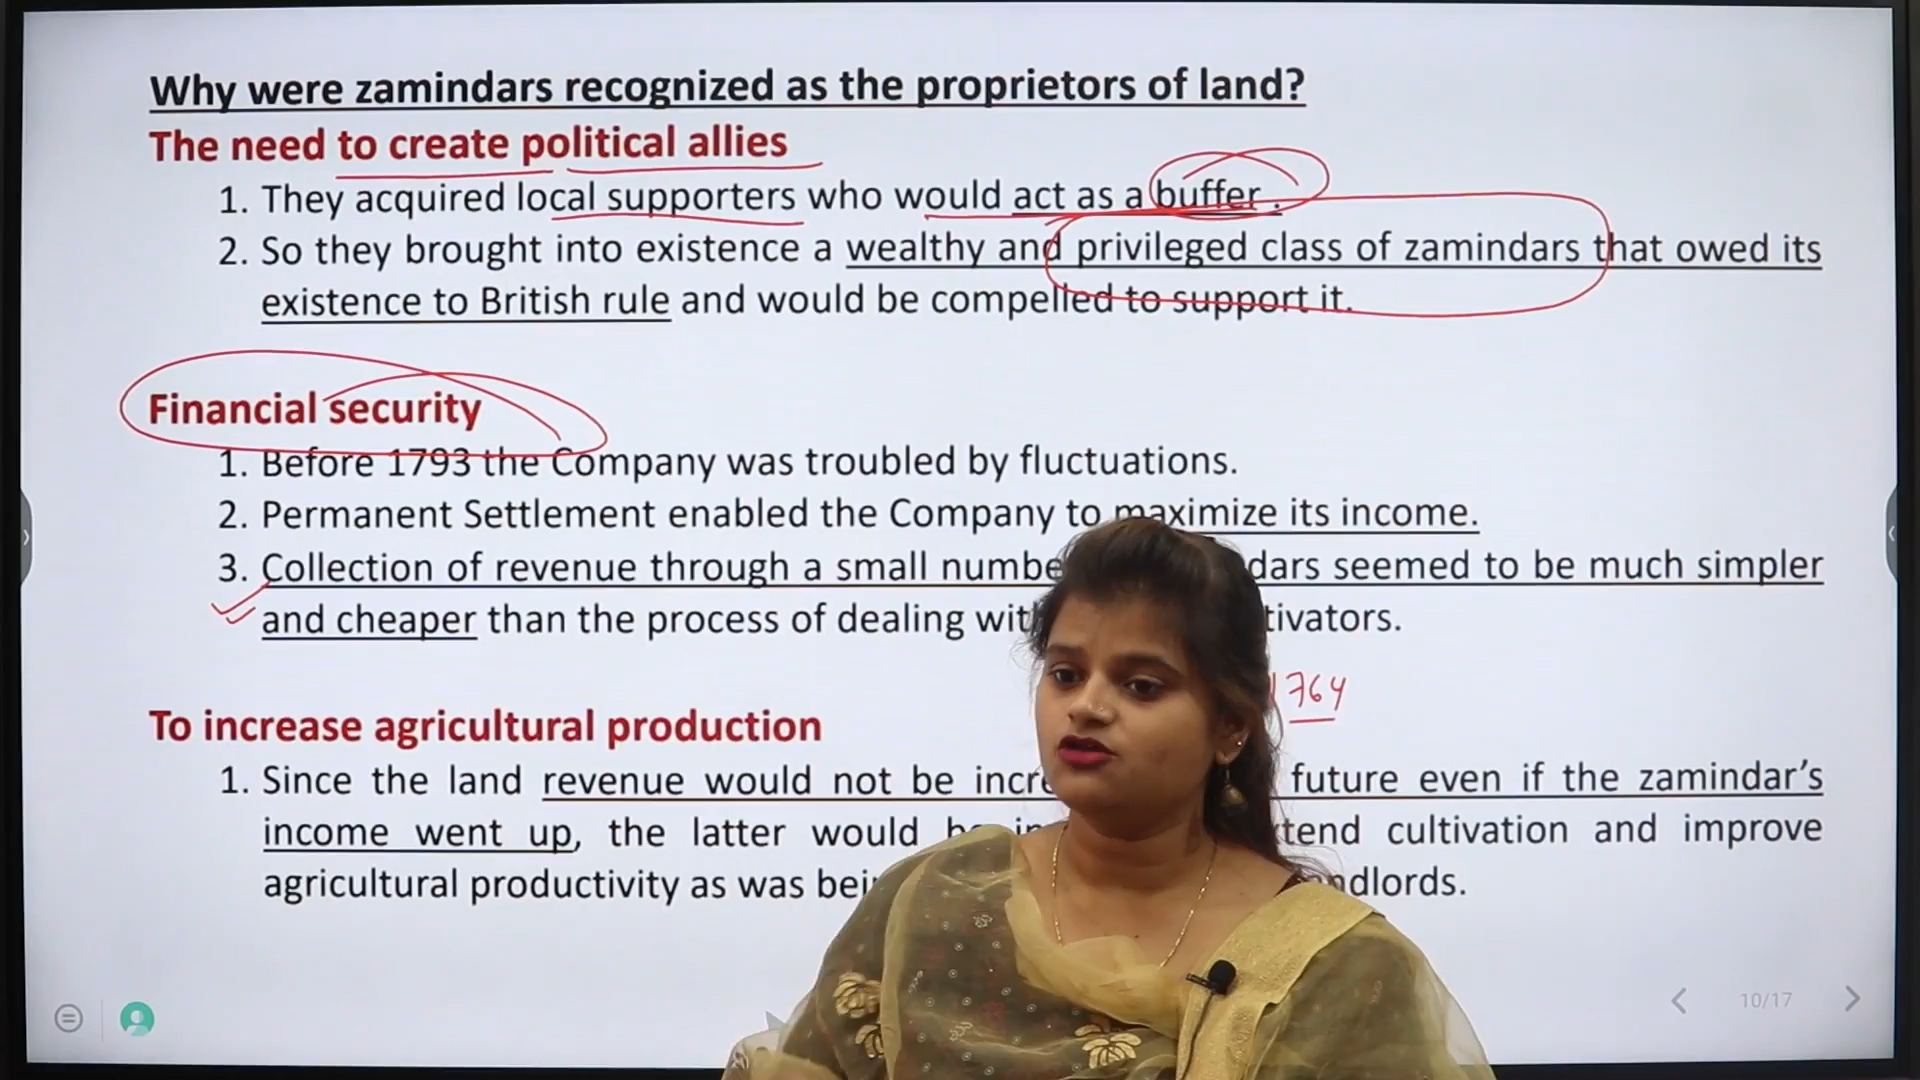 Why were zamindars recognized as the proprietors of land?
The need to create political allies
1. They acquired local supporters who would act as a buffer .
2. So they brought into existence a wealthy and privileged class of zamindars that owed its
existence to British rule and would be compelled to support it.
Financial security
1. Before 1793 the Company was troubled by fluctuations.
2. Permanent Settlement enabled the Company to maximize its income.
3. Collection of revenue through a small dars seemed to be much simpler
and cheaper than the process of dealing tivators.
1764
To increase agricultural production
1. Since the land revenue would not be future even if the zamindar's
income went up, the latter would tend cultivation and improve
agricultural productivity as was ndlords.
10/17